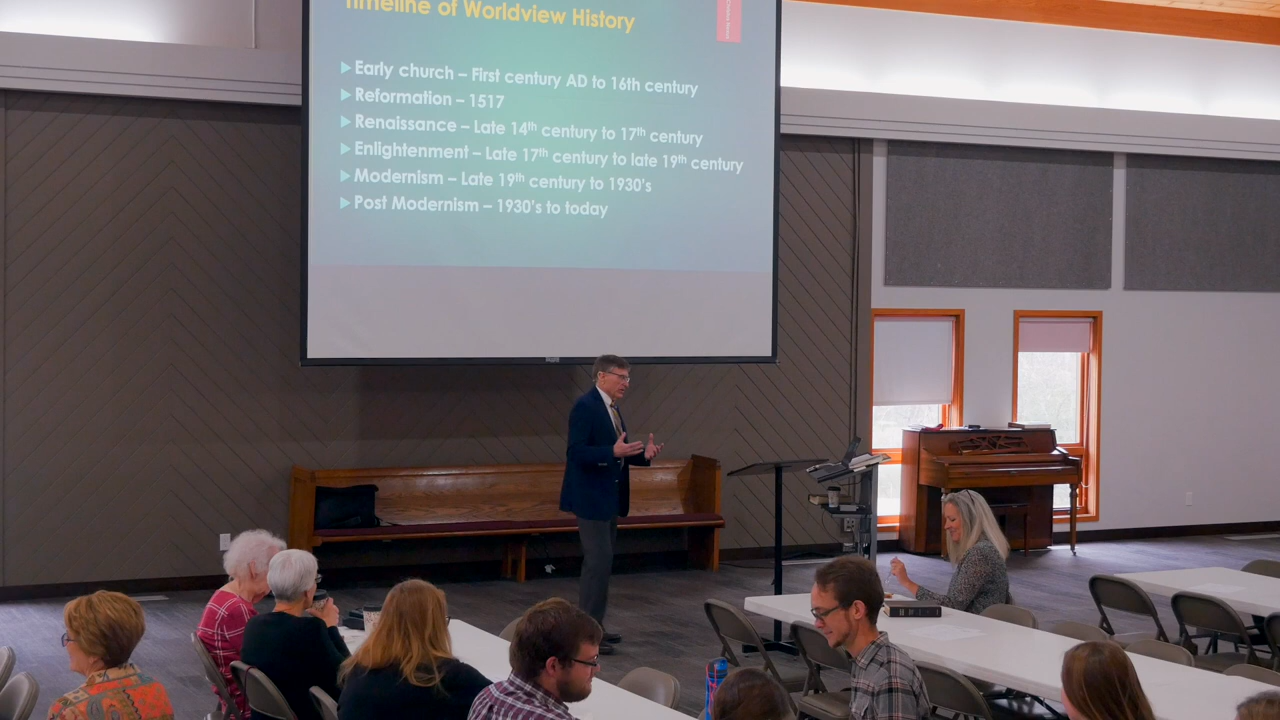 Timeline of Worldview History
Early church – First century AD to 16th century
Reformation – 1517
Renaissance – Late 14th century to 17th century
Enlightenment – Late 17th century to late 19th century
Modernism – Late 19th century to 1930's
Post Modernism – 1930's to today